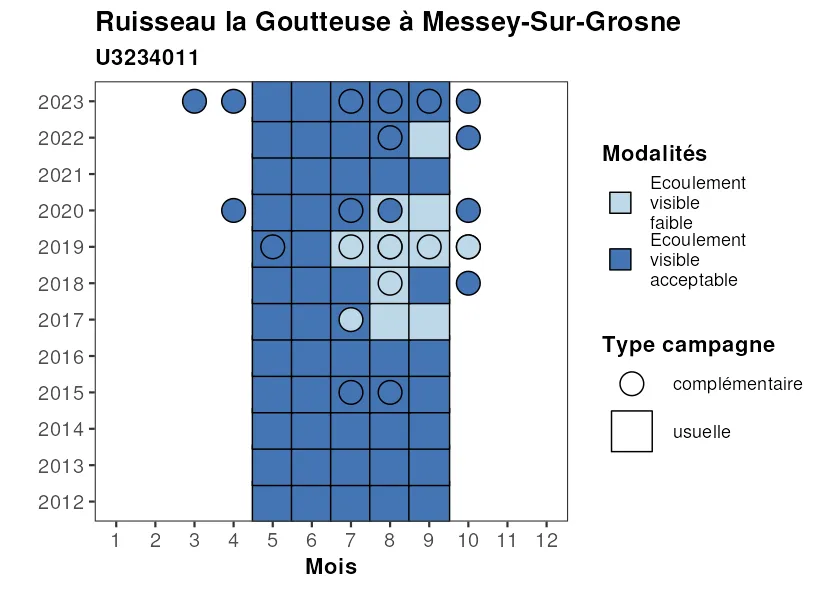 Ruisseau la Goutteuse à Messey-Sur-Grosne
U3234011
2023
2022
2021
2020
2019
2018
2017
2016
2015
2014
2013
2012
1 2 3 4 5 6 7 8 9 10 11 12
Mois
Modalités
Ecoulement
visible
faible
Ecoulement
visible
acceptable
Type campagne
complémentaire
usuelle